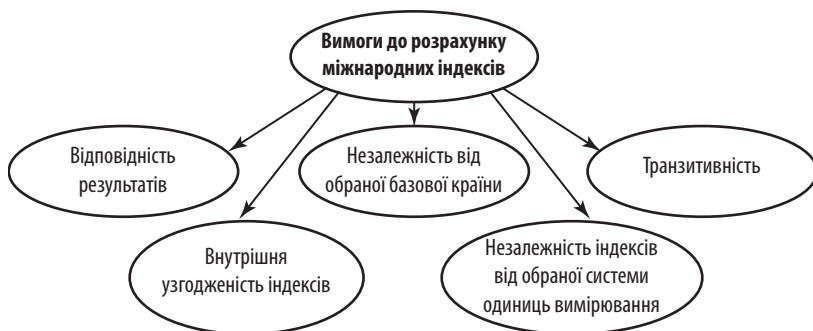 Вимоги до розрахунку
міжнародних індексів
Відповідність
результатів
Незалежність від
обраної базової країни
Транзитивність
Внутрішня
узгодженість індексів
Незалежність індексів
від обраної системи
одиниць вимірювання